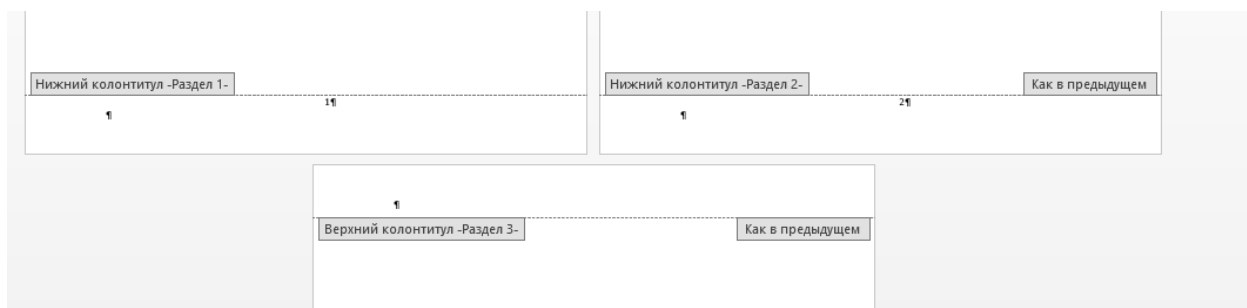 Нижний колонтитул -Раздел 1-
1¶
¶
Нижний колонтитул -Раздел 2- Как в предыдущем
2¶
¶
¶
Верхний колонтитул -Раздел 3- Как в предыдущем